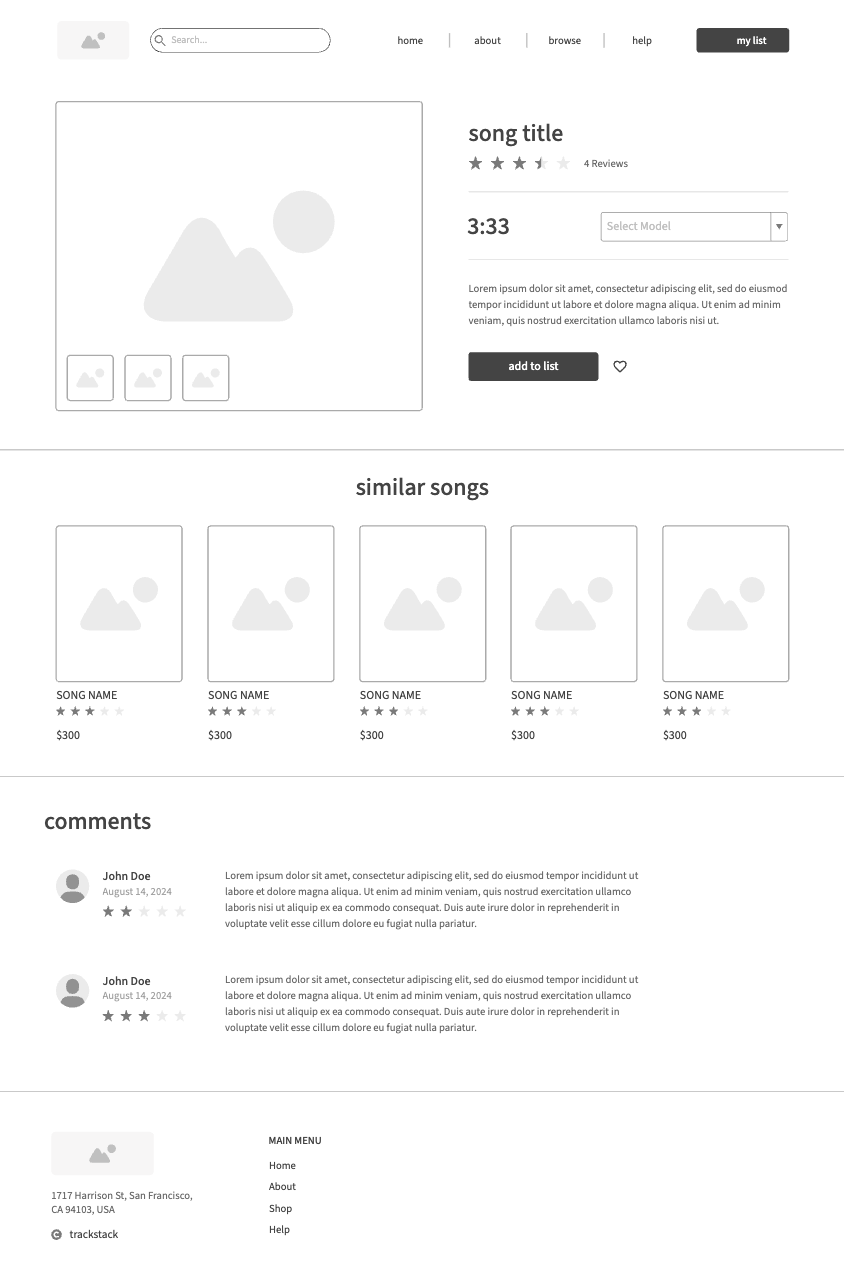 Search...
home
about
browse
help
my list
song title
4 Reviews
3:33
Select Model
Lorem ipsum dolor sit amet, consectetur adipiscing elit, sed do eiusmod
tempor incididunt ut labore et dolore magna aliqua. Ut enim ad minim
veniam, quis nostrud exercitation ullamco laboris nisi ut.
add to list
similar songs
SONG NAME
$300
SONG NAME
$300
SONG NAME
$300
SONG NAME
$300
SONG NAME
$300
comments
John Doe
August 14, 2024
Lorem ipsum dolor sit amet, consectetur adipiscing elit, sed do eiusmod tempor incididunt ut
labore et dolore magna aliqua. Ut enim ad minim veniam, quis nostrud exercitation ullamco
laboris nisi ut aliquip ex ea commodo consequat. Duis aute irure dolor in reprehenderit in
voluptate velit esse cillum dolore eu fugiat nulla pariatur.
John Doe
August 14, 2024
Lorem ipsum dolor sit amet, consectetur adipiscing elit, sed do eiusmod tempor incididunt ut
labore et dolore magna aliqua. Ut enim ad minim veniam, quis nostrud exercitation ullamco
laboris nisi ut aliquip ex ea commodo consequat. Duis aute irure dolor in reprehenderit in
voluptate velit esse cillum dolore eu fugiat nulla pariatur.
1717 Harrison St, San Francisco,
CA 94103, USA
© trackstack
MAIN MENU
Home
About
Shop
Help